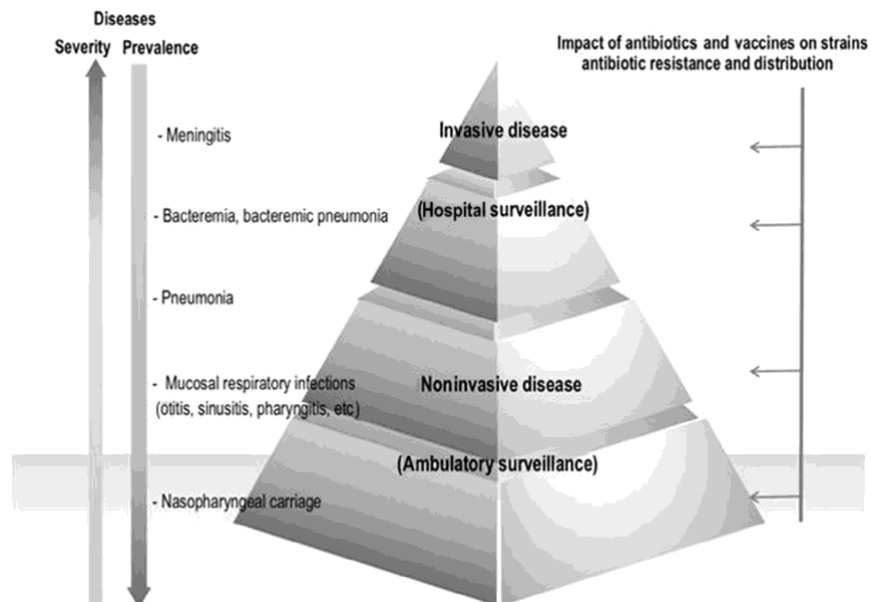 Diseases
Severity Prevalence
Impact of antibiotics and vaccines on strains
antibiotic resistance and distribution
Invasive disease
- Meningitis
(Hospital surveillance)
- Bacteremia, bacteremic pneumonia
- Pneumonia
- Mucosal respiratory infections
(otitis, sinusitis, pharyngitis, etc)
Noninvasive disease
(Ambulatory surveillance)
- Nasopharyngeal carriage